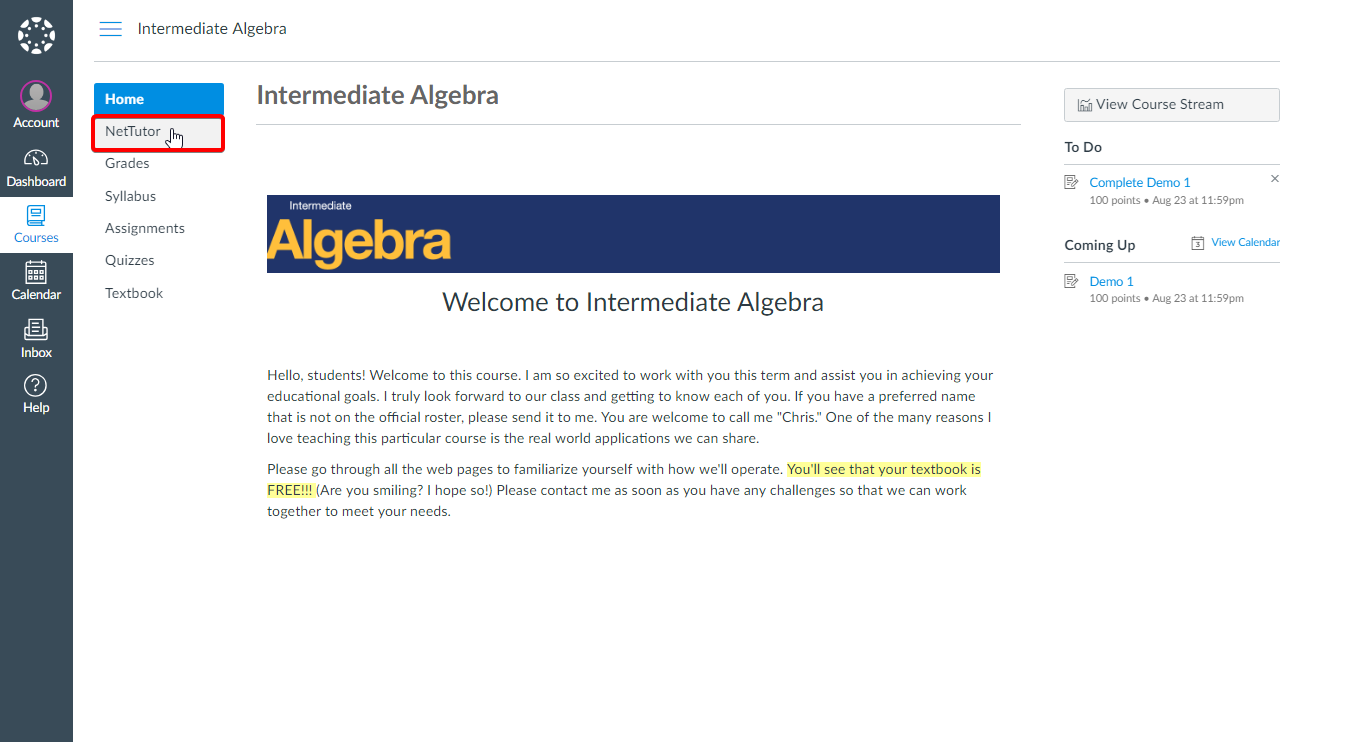 Intermediate Algebra
Account
Dashboard
Courses
Calendar
Inbox
Help
Home
NetTutor
Grades
Syllabus
Assignments
Quizzes
Textbook
Intermediate Algebra
Intermediate
Algebra
Welcome to Intermediate Algebra
Hello, students! Welcome to this course. I am so excited to work with you this term and assist you in achieving your
educational goals. I truly look forward to our class and getting to know each of you. If you have a preferred name
that is not on the official roster, please send it to me. You are welcome to call me "Chris." One of the many reasons I
love teaching this particular course is the real world applications we can share.
Please go through all the web pages to familiarize yourself with how we'll operate. You'll see that your textbook is
FREE!!! (Are you smiling? I hope so!) Please contact me as soon as you have any challenges so that we can work
together to meet your needs.
View Course Stream
To Do
Complete Demo 1
100 points • Aug 23 at 11:59pm
Coming Up
3 View Calendar
Demo 1
100 points • Aug 23 at 11:59pm